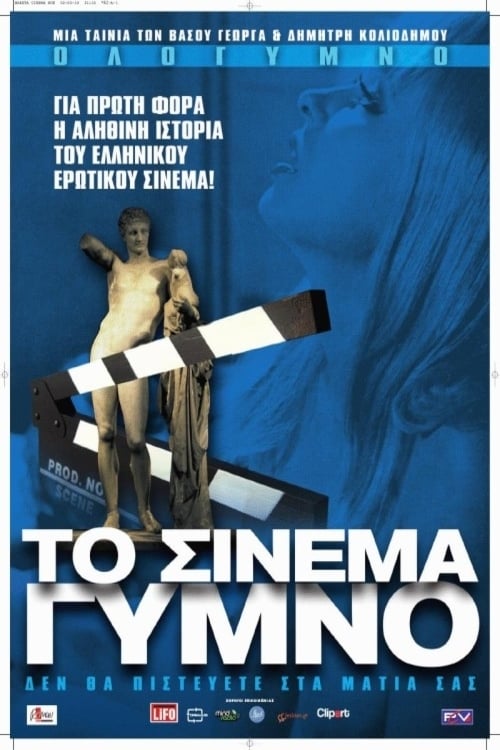 ΜΙΑ ΤΑΙΝΙΑ ΤΩΝ ΒΑΣΟΥ ΓΕΩΡΓΑ & ΔΗΜΗΤΡΗ ΚΟΛΙΟΔΗΜΟΥ
ΟΛΟΓΥΜΝΟ
ΓΙΑ ΠΡΩΤΗ ΦΟΡΑ
Η ΑΛΗΘΙΝΗ ΙΣΤΟΡΙΑ
ΤΟΥ ΕΛΛΗΝΙΚΟΥ
ΕΡΩΤΙΚΟΥ ΣΙΝΕΜΑ!
PROD. NO
SCENE
ΤΟ ΣΙΝΕΜΑ
ΓΥΜΝΟ
ΔΕΝ ΘΑ ΠΙΣΤΕΥΕΤΕ ΣΤΑ ΜΑΤΙΑ ΣΑΣ
LIFO
Clipart